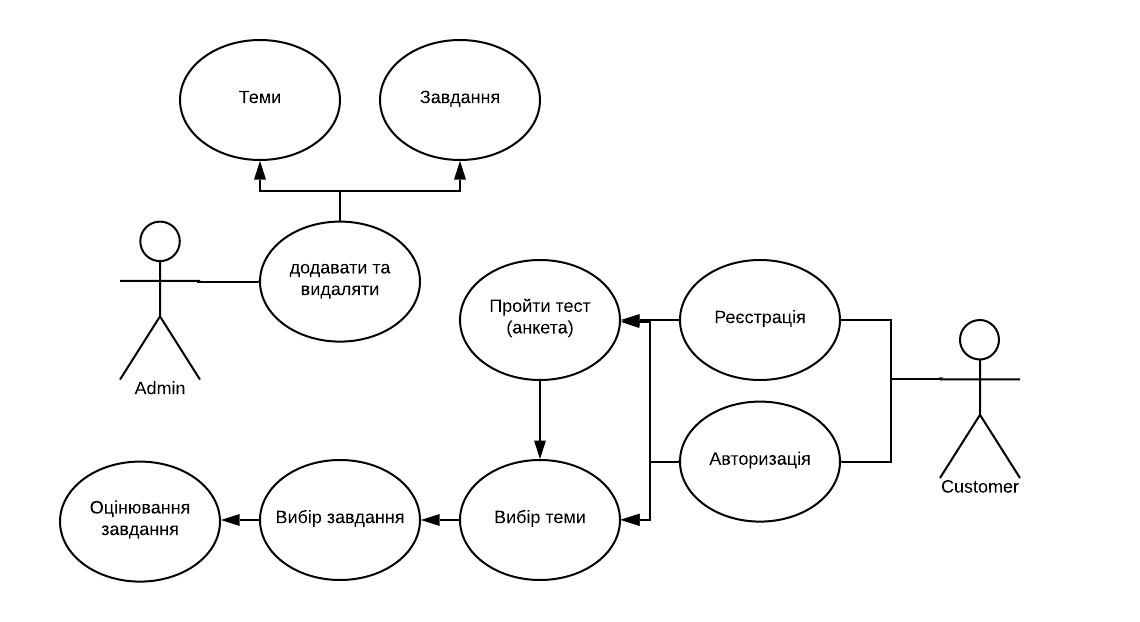 Теми
Завдання
додавати та
видаляти
Admin
Пройти тест
(анкета)
Реєстрація
Авторизація
Customer
Оцінювання
завдання
Вибір завдання
Вибір теми